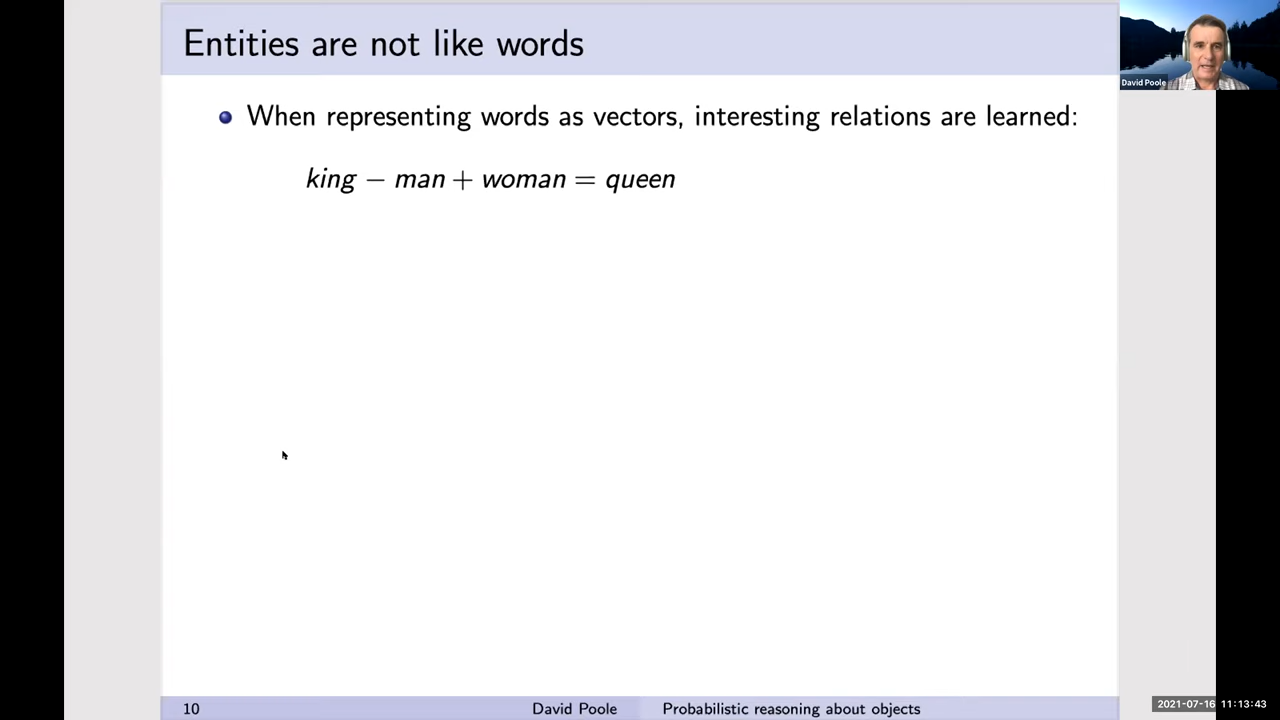 Entities are not like words
David Poole
When representing words as vectors, interesting relations are learned:
king − man + woman = queen
10 David Poole Probabilistic reasoning about objects
2021-07-16 11:13:43